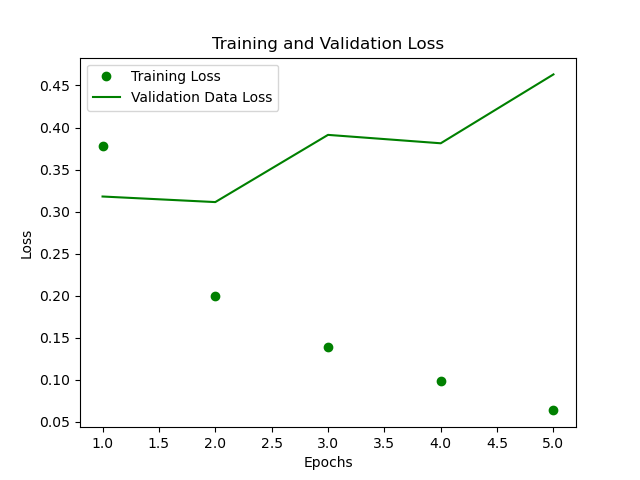 Training and Validation Loss
Training Loss
Validation Data Loss
Loss
0.45
0.40
0.35
0.30
0.25
0.20
0.15
0.10
0.05
1.0 1.5 2.0 2.5 3.0 3.5 4.0 4.5 5.0
Epochs